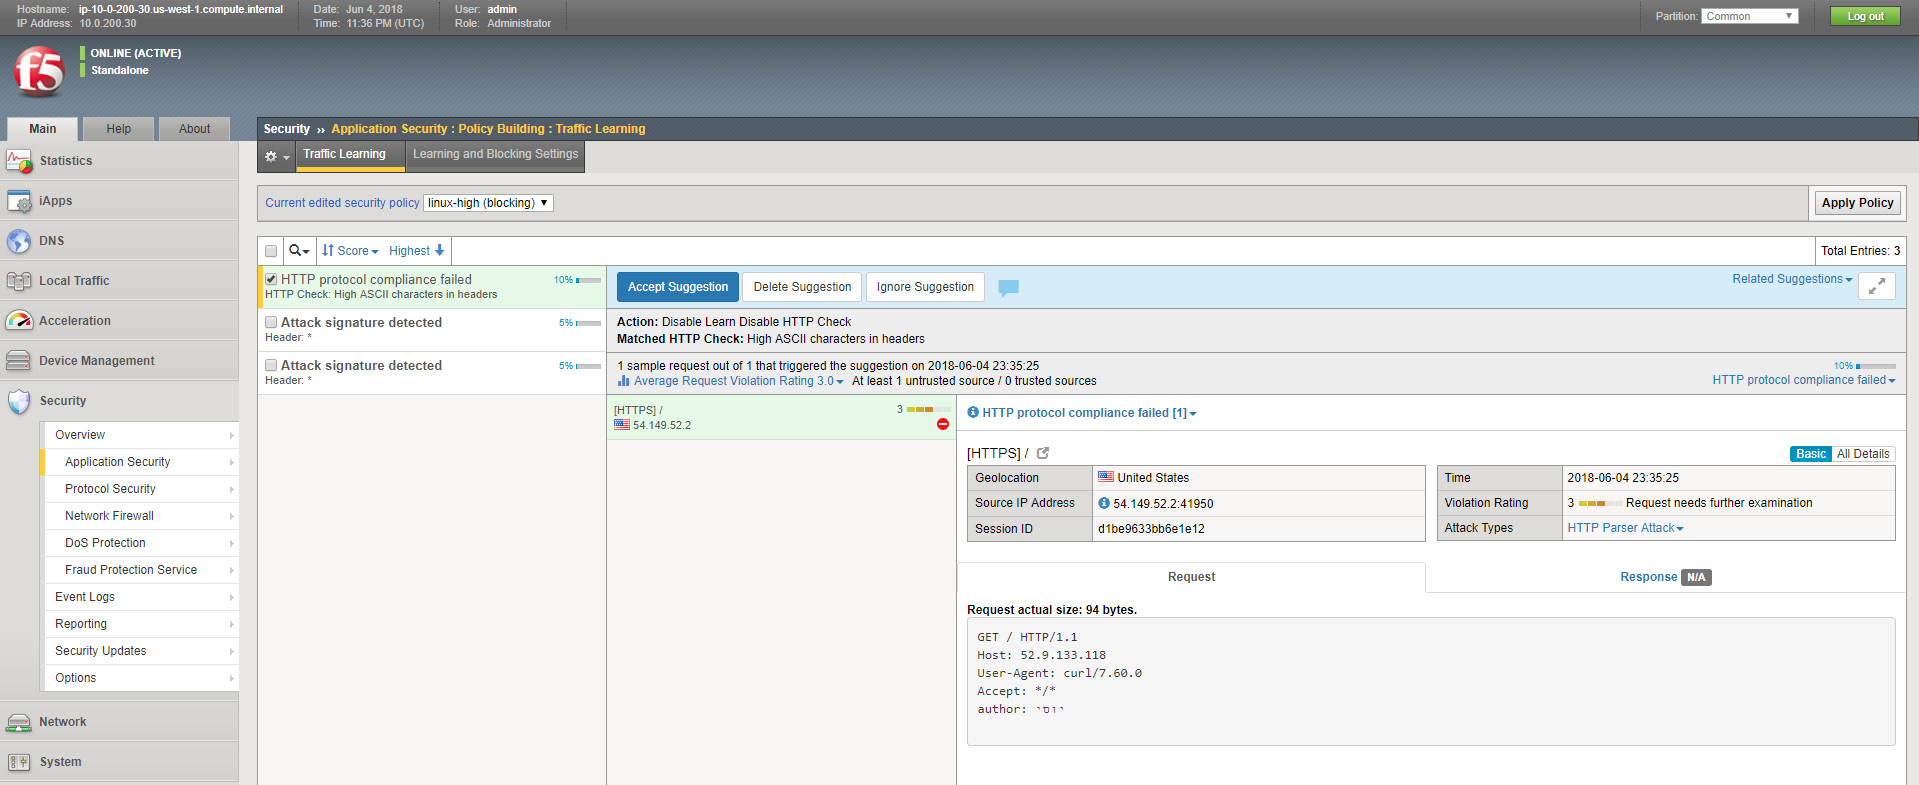 Hostname: ip-10-0-200-30.us-west-1.compute.internal
IP Address: 10.0.200.30
Date: Jun 4, 2018
Time: 11:36 PM (UTC)
User: admin
Role: Administrator
Partition: Common
Log out
f5
ONLINE (ACTIVE)
Standalone
Main
Help
About
Statistics
iApps
DNS
Local Traffic
Acceleration
Device Management
Security
Overview
Application Security
Protocol Security
Network Firewall
DoS Protection
Fraud Protection Service
Event Logs
Reporting
Security Updates
Options
Network
System
Security ›› Application Security : Policy Building : Traffic Learning
Traffic Learning
Learning and Blocking Settings
Current edited security policy linux-high (blocking)
Apply Policy
Score Highest
Total Entries: 3
HTTP protocol compliance failed 10%
HTTP Check: High ASCII characters in headers
Attack signature detected 5%
Header: *
Attack signature detected 5%
Header: *
Accept Suggestion
Delete Suggestion
Ignore Suggestion
Related Suggestions
Action: Disable Learn Disable HTTP Check
Matched HTTP Check: High ASCII characters in headers
1 sample request out of 1 that triggered the suggestion on 2018-06-04 23:35:25
10%
Average Request Violation Rating 3.0 At least 1 untrusted source / 0 trusted sources
HTTP protocol compliance failed
[HTTPS] / 3
54.149.52.2
HTTP protocol compliance failed [1]
[HTTPS] /
Basic All Details
Geolocation United States
Source IP Address 54.149.52.2:41950
Session ID d1be9633bb6e1e12
Time 2018-06-04 23:35:25
Violation Rating 3 Request needs further examination
Attack Types HTTP Parser Attack
Request
Response N/A
Request actual size: 94 bytes.
GET / HTTP/1.1
Host: 52.9.133.118
User-Agent: curl/7.60.0
Accept: */*
author: יוסי